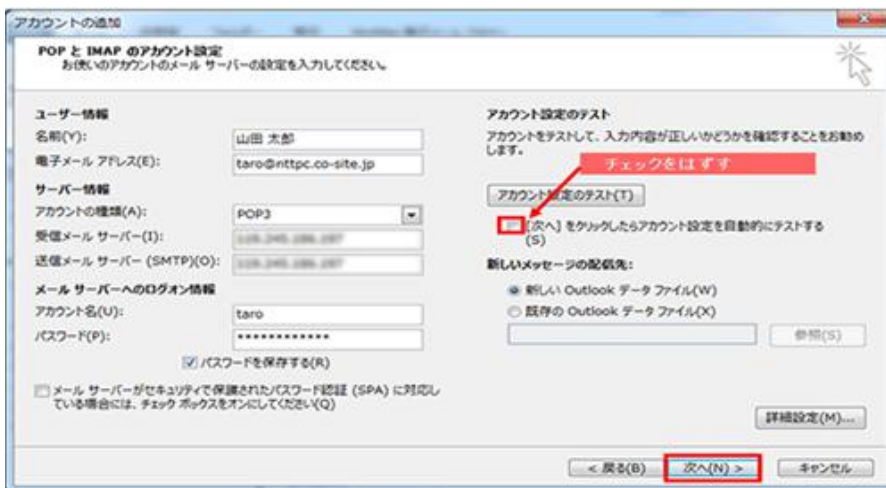 アカウントの追加
POP と IMAP のアカウント設定
お使いのアカウントのメール サーバーの設定を入力してください。
ユーザー情報
名前(Y):
山田 太郎
電子メール アドレス(E):
taro@nttpc.co-site.jp
サーバー情報
アカウントの種類(A):
POP3
受信メール サーバー(I):
送信メール サーバー (SMTP)(O):
メール サーバーへのログオン情報
アカウント名(U):
taro
パスワード(P):
************
パスワードを保存する(R)
メール サーバーがセキュリティで保護されたパスワード認証 (SPA) に対応し
ている場合には、チェック ボックスをオンにしてください(Q)
アカウント設定のテスト
アカウントをテストして、入力内容が正しいかどうかを確認することをお勧め
します。
チェックをはずす
アカウント設定のテスト(T)
[次へ] をクリックしたらアカウント設定を自動的にテストする
(S)
新しいメッセージの配信先:
新しい Outlook データ ファイル(W)
既存の Outlook データ ファイル(X)
参照(S)
詳細設定(M)...
< 戻る(B)
次へ(N) >
キャンセル